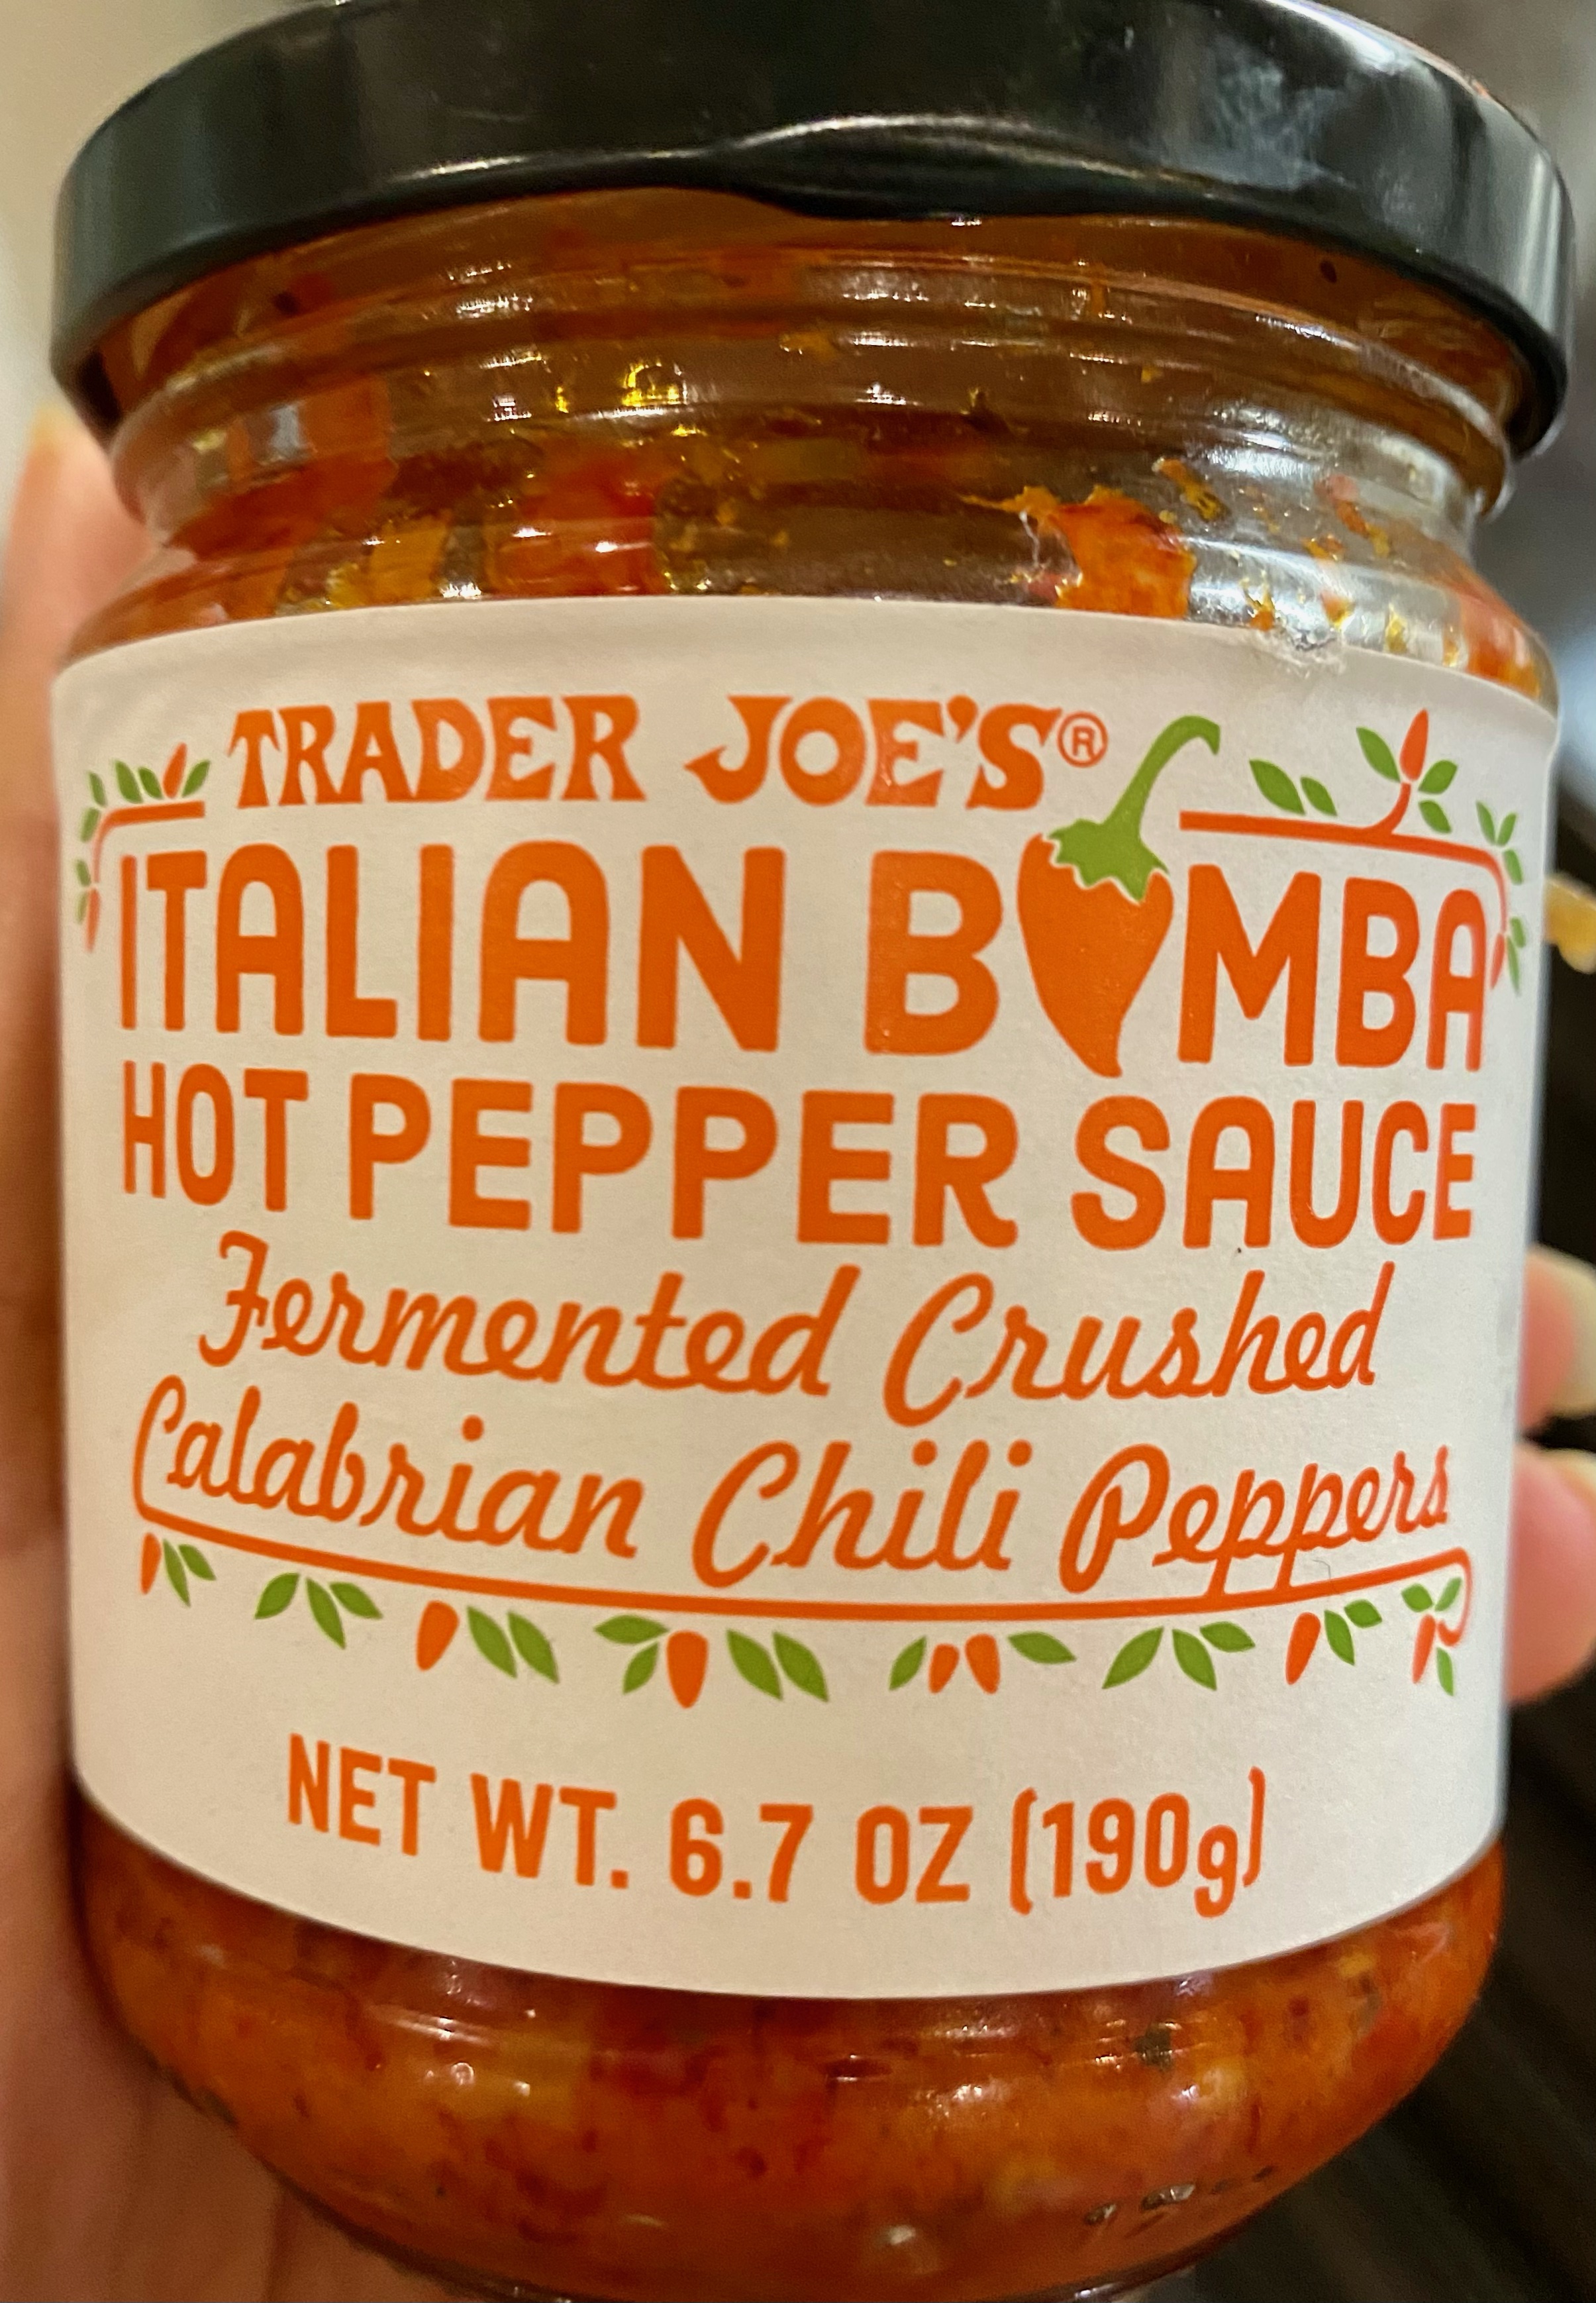 TRADER JOE'S®
ITALIAN BOMBA
HOT PEPPER SAUCE
Fermented Crushed
Calabrian Chili Peppers
NET WT. 6.7 OZ (190g)